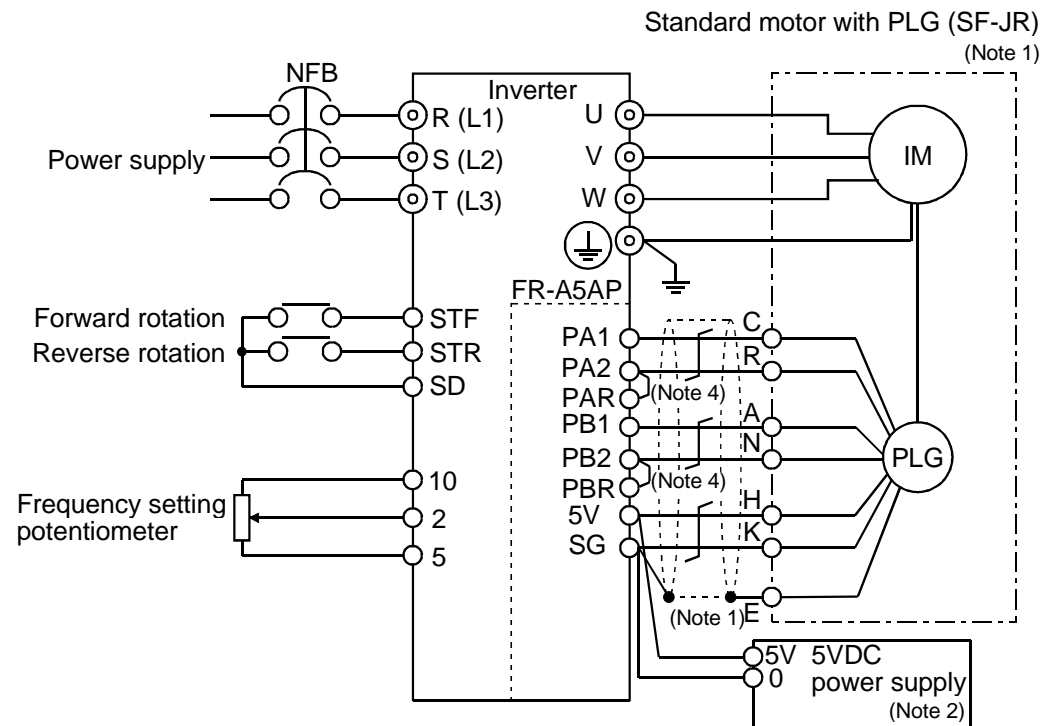 Standard motor with PLG (SF-JR)
(Note 1)
NFB
Inverter
Power supply
R (L1)
S (L2)
T (L3)
U
V
W
IM
FR-A5AP
Forward rotation
Reverse rotation
STF
STR
SD
PA1
PA2
PAR
PB1
PB2
PBR
5V
SG
(Note 4)
(Note 4)
C
R
A
N
H
K
E
PLG
Frequency setting
potentiometer
10
2
5
(Note 1)
5V
0
5VDC
power supply
(Note 2)